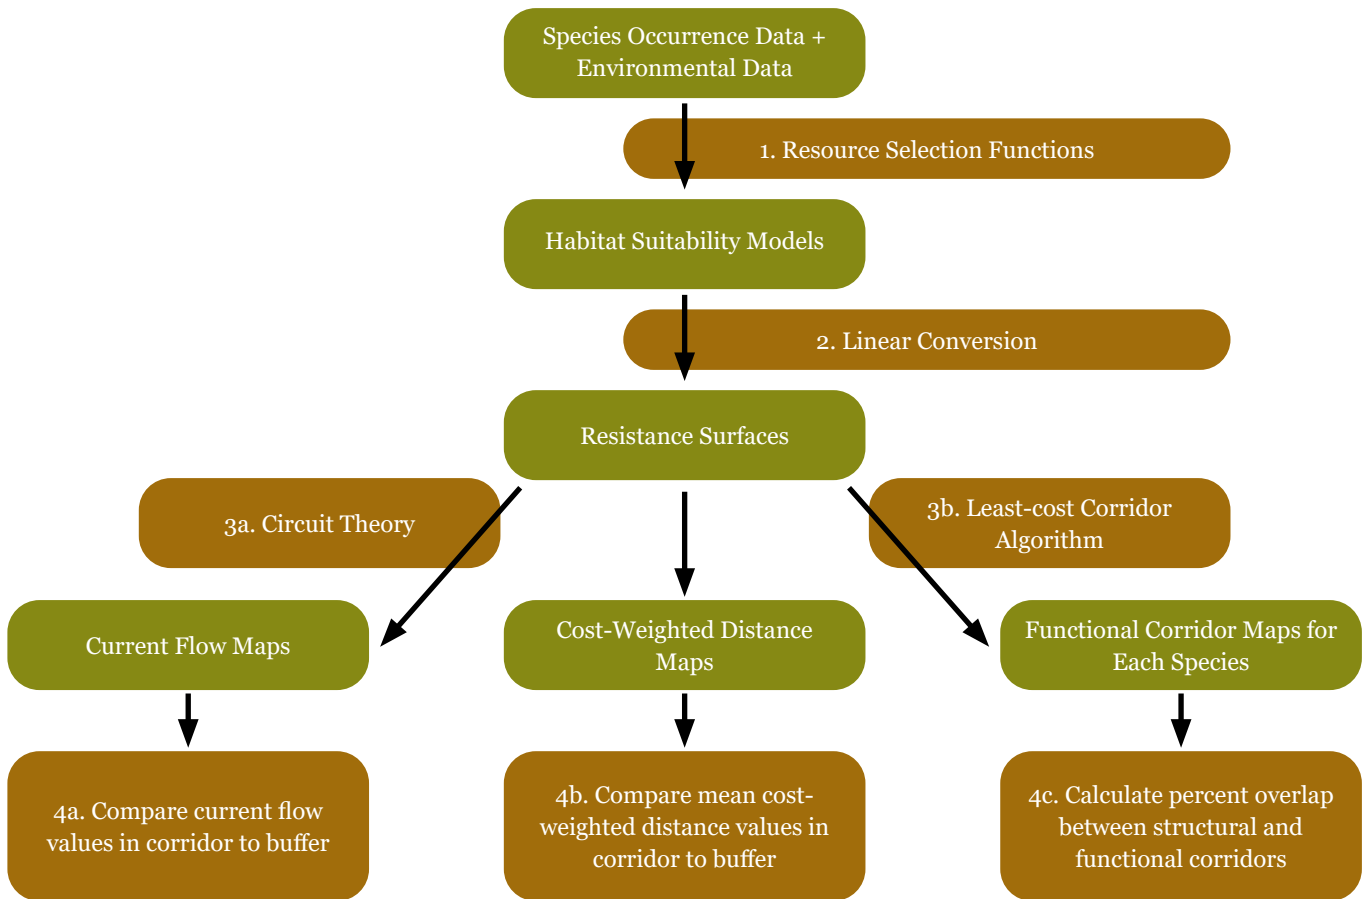 Species Occurrence Data +
Environmental Data
1. Resource Selection Functions
Habitat Suitability Models
2. Linear Conversion
Resistance Surfaces
3a. Circuit Theory
3b. Least-cost Corridor
Algorithm
Current Flow Maps
Cost-Weighted Distance
Maps
Functional Corridor Maps for
Each Species
4a. Compare current flow
values in corridor to buffer
4b. Compare mean cost-
weighted distance values in
corridor to buffer
4c. Calculate percent overlap
between structural and
functional corridors